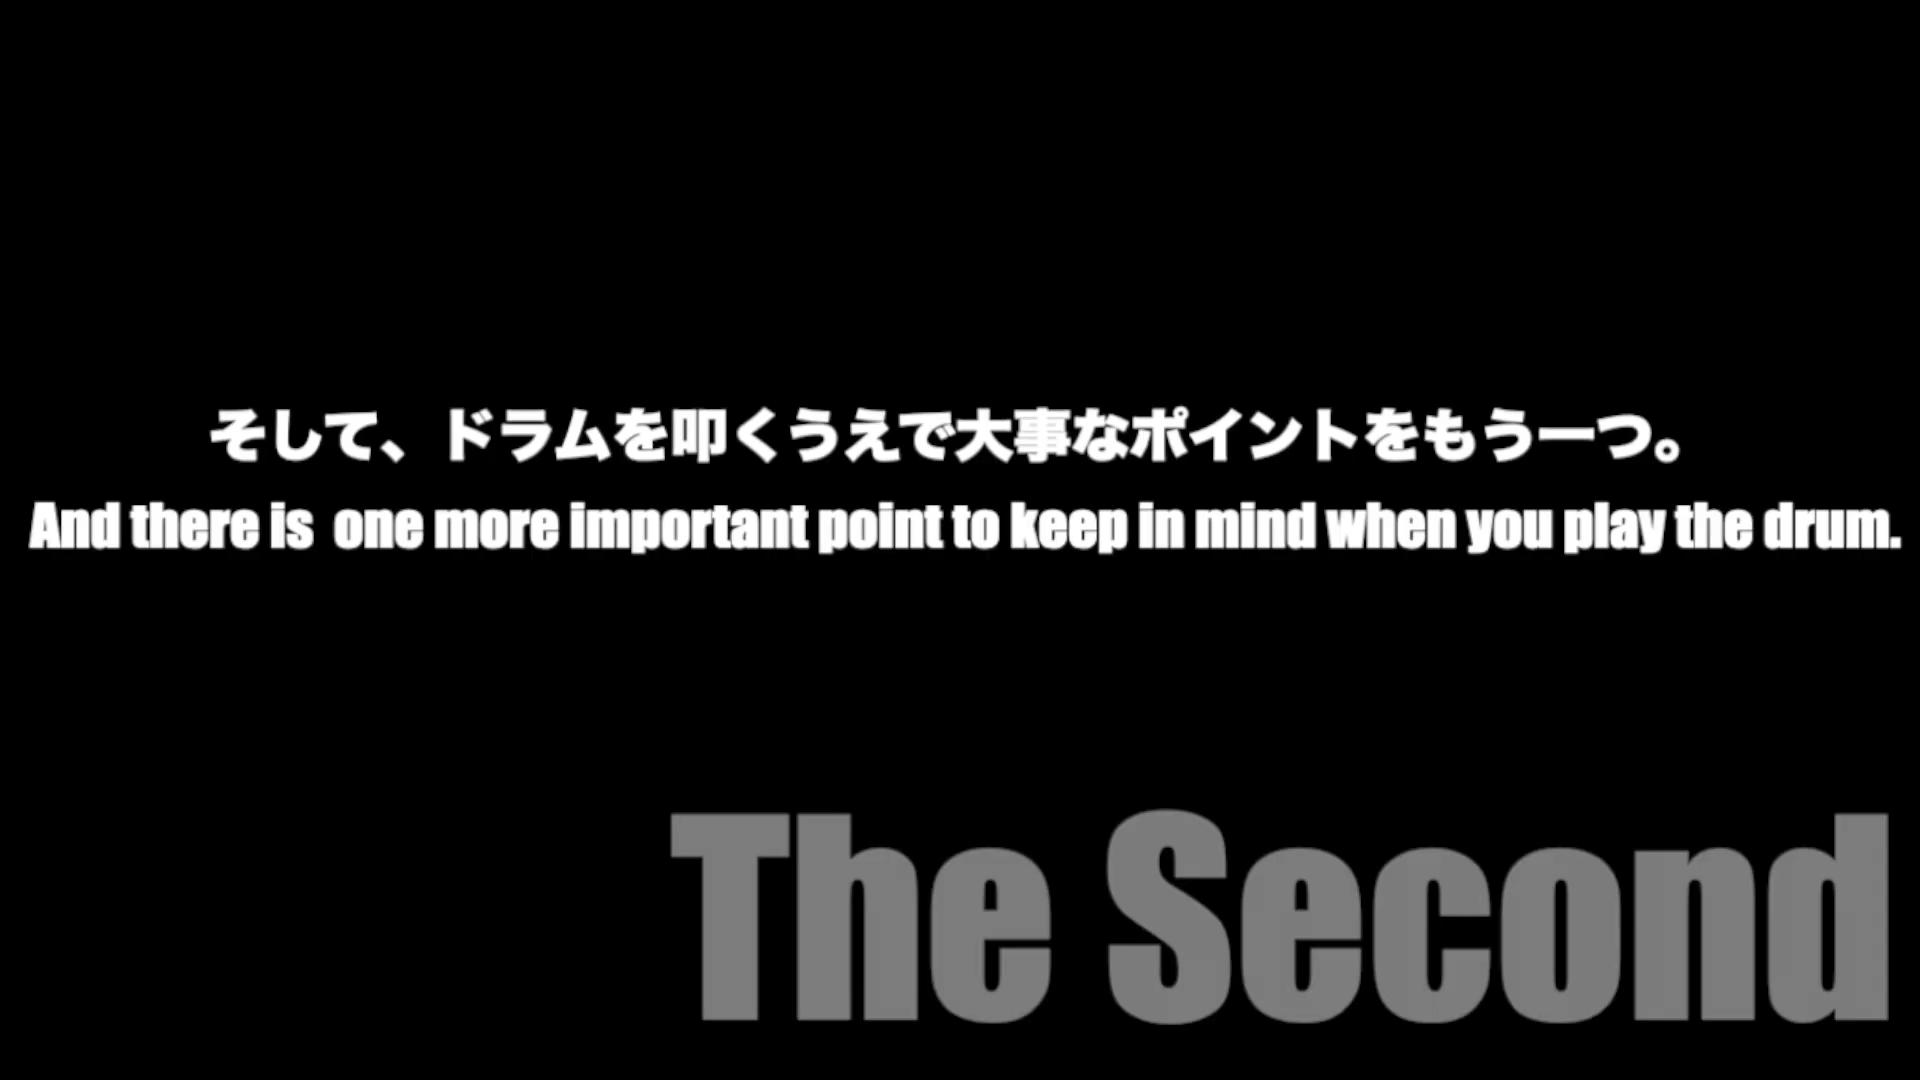 そして、ドラムを叩くうえで大事なポイントをもう一つ。
And there is  one more important point to keep in mind when you play the drum.
The Second